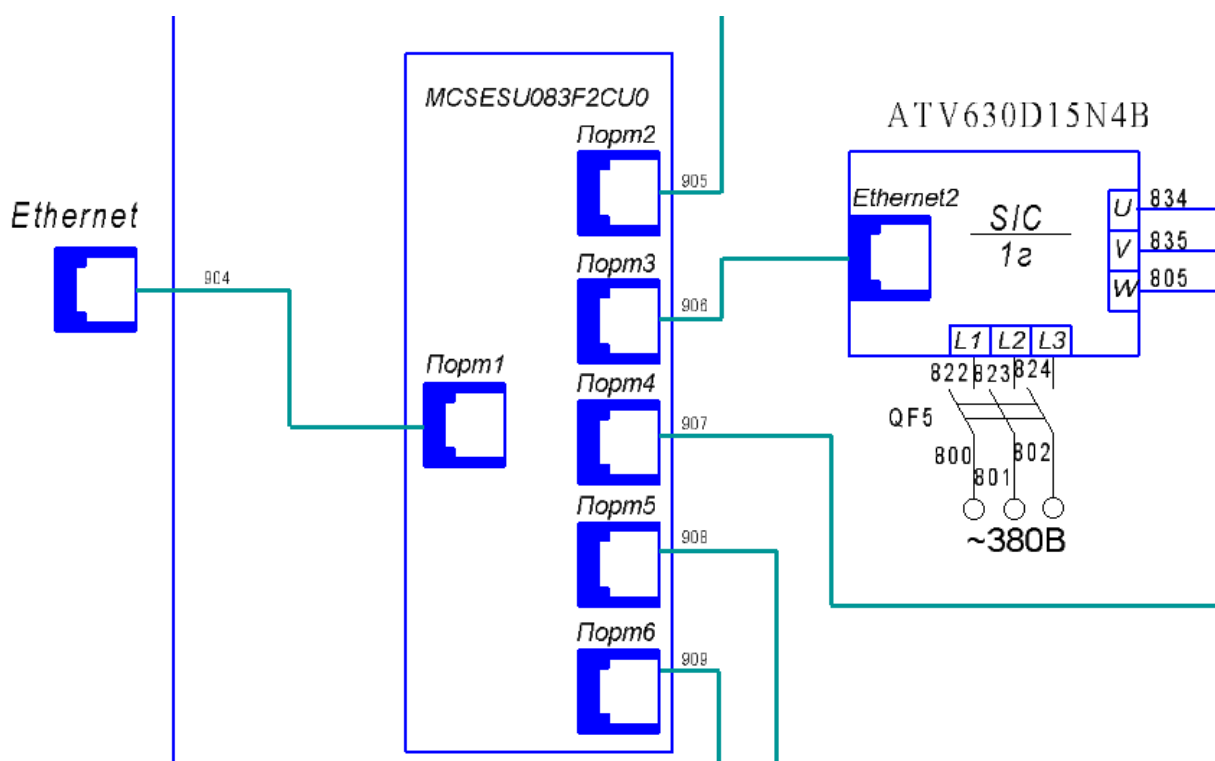 MCSESU083F2CU0
ATV630D15N4B
Порт2
905
Ethernet
Ethernet2
SIC
1г
U
834
V
835
W
805
904
Порт3
906
L1
L2
L3
Порт1
Порт4
822
823
824
QF5
907
800
801
802
~380В
Порт5
908
Порт6
909